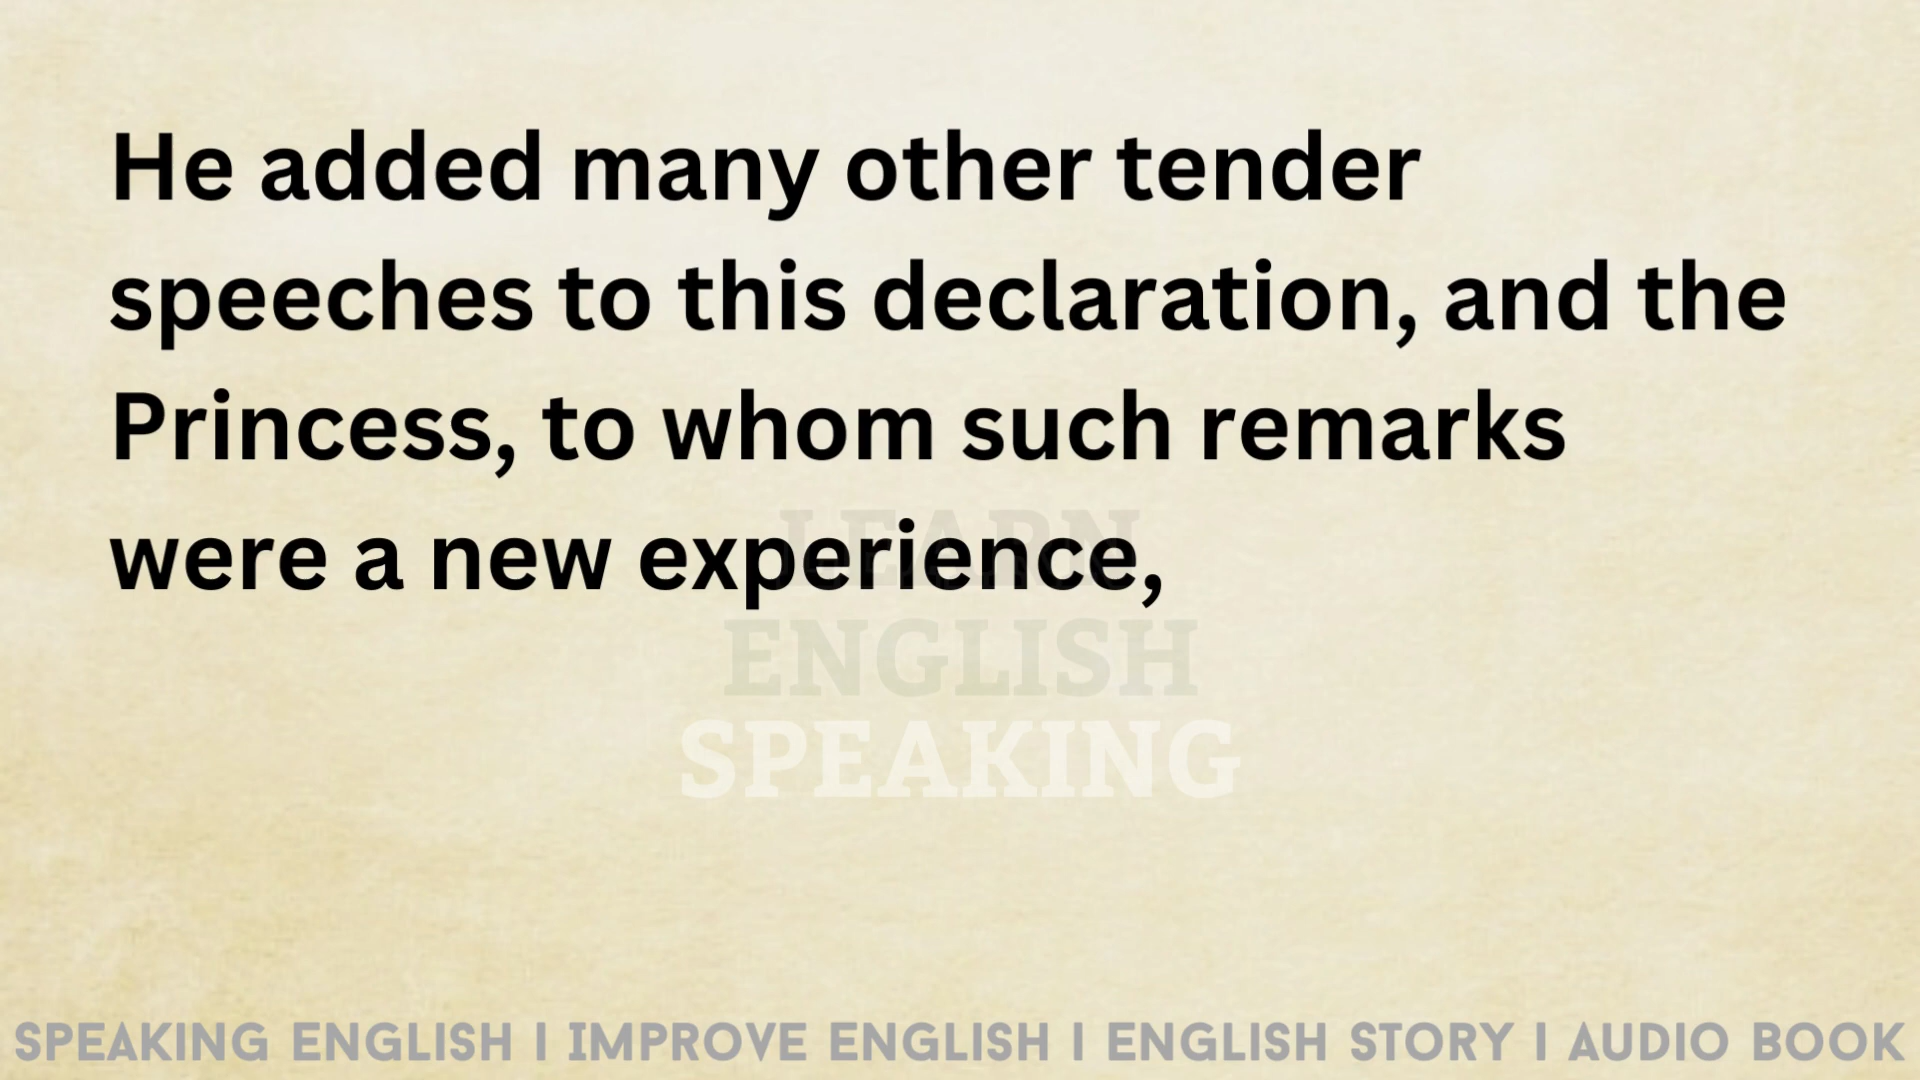 He added many other tender
speeches to this declaration, and the
Princess, to whom such remarks
were a new experience,
LEARN
ENGLISH
SPEAKING
SPEAKING ENGLISH | IMPROVE ENGLISH | ENGLISH STORY | AUDIO BOOK